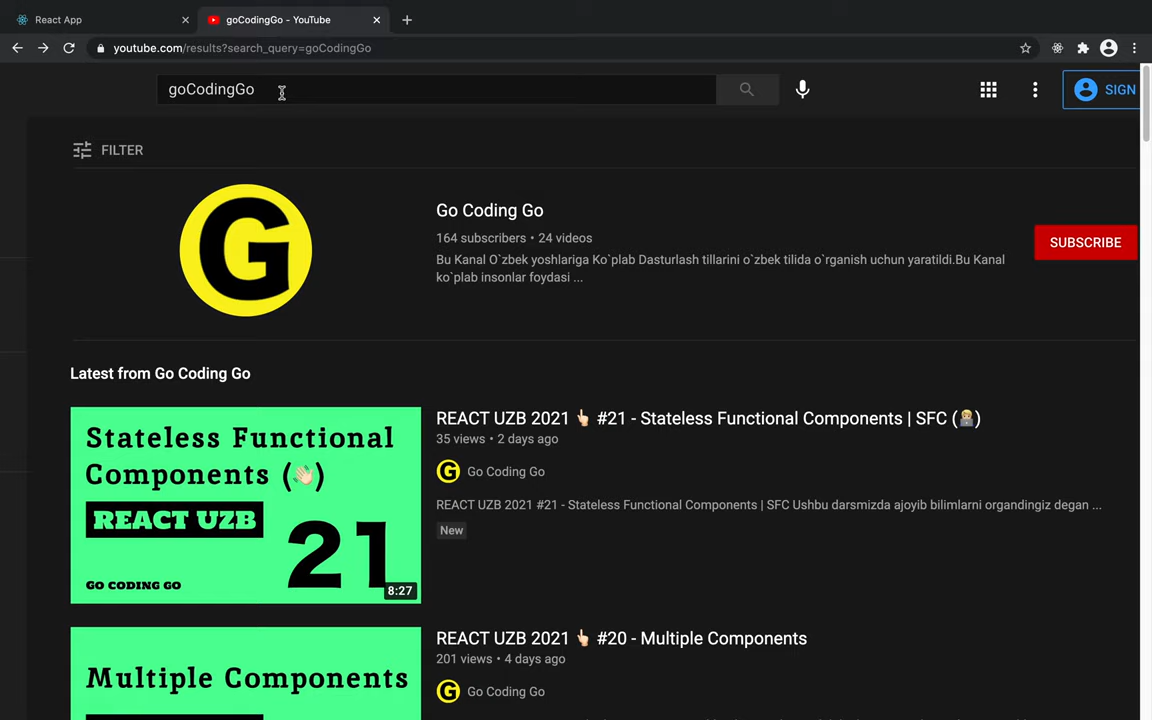 React App
goCodingGo - YouTube
youtube.com/results?search_query=goCodingGo
goCodingGo
SIGN
FILTER
G
Go Coding Go
164 subscribers • 24 videos
SUBSCRIBE
Bu Kanal O`zbek yoshlariga Ko`plab Dasturlash tillarini o`zbek tilida o`rganish uchun yaratildi.Bu Kanal
ko`plab insonlar foydasi ...
Latest from Go Coding Go
Stateless Functional
Components (👋🏻)
REACT UZB
21
GO CODING GO
8:27
REACT UZB 2021 👆🏻 #21 - Stateless Functional Components | SFC (👨🏼‍💻)
35 views • 2 days ago
G
Go Coding Go
REACT UZB 2021 #21 - Stateless Functional Components | SFC Ushbu darsmizda ajoyib bilimlarni organdingiz degan ...
New
Multiple Components
REACT UZB 2021 👆🏻 #20 - Multiple Components
201 views • 4 days ago
G
Go Coding Go